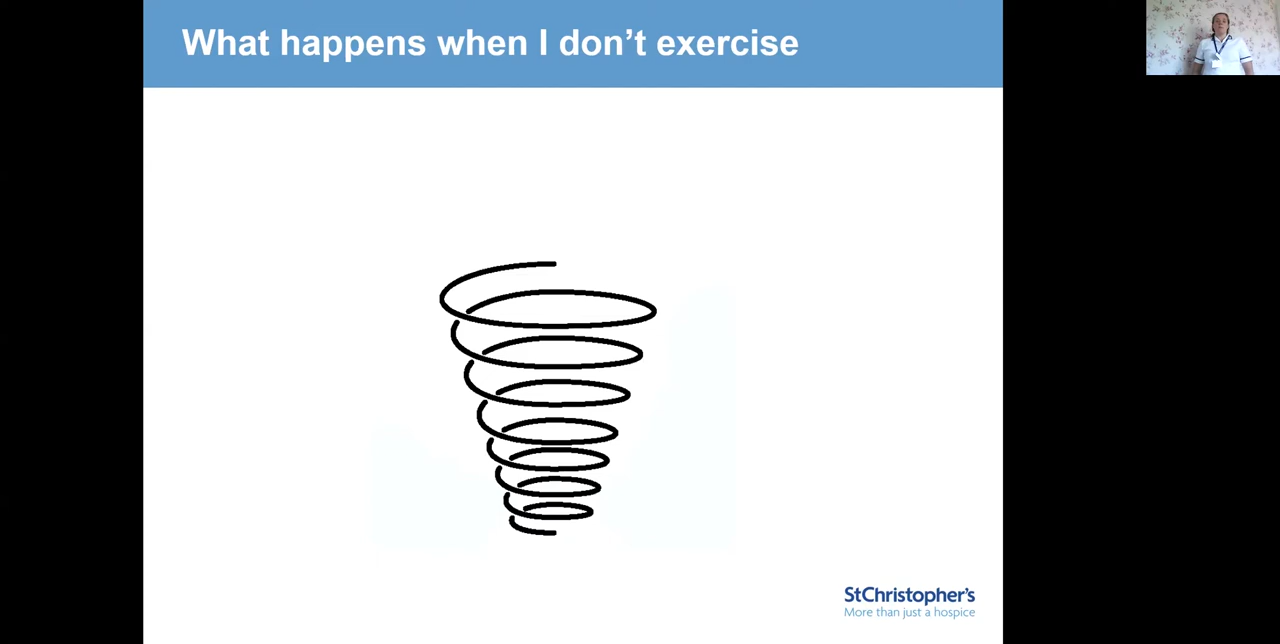 What happens when I don’t exercise
StChristopher's
More than just a hospice